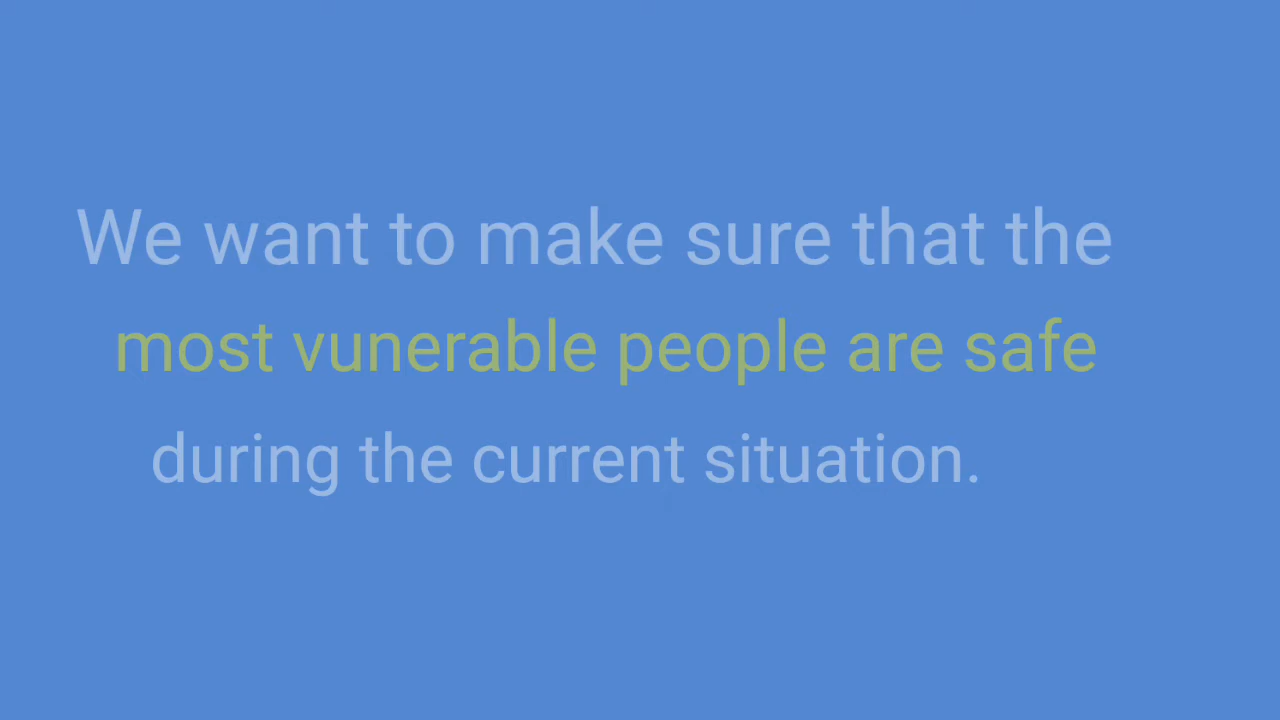 We want to make sure that the
most vunerable people are safe
during the current situation.